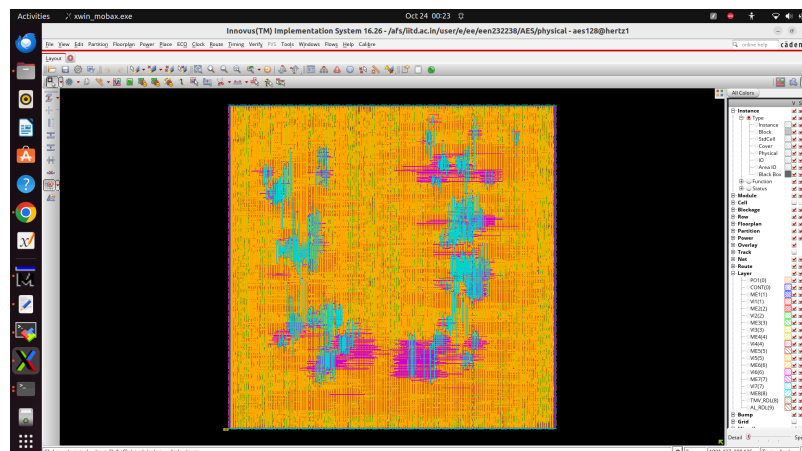 Activities
xwin_mobax.exe
Oct 24 00:23
Innovus(TM) Implementation System 16.26 - /afs/iitd.ac.in/user/e/ee/een232238/AES/physical - aes128@hertz1
File View Edit Partition Floorplan Power Place ECO Clock Route Timing Verify PVS Tools Windows Flows Help Calibre
online help
cāden
Layout
All Colors
V S
Instance
Type
Instance
Block
StdCell
Cover
Physical
IO
Area IO
Black Box
Function
Status
Module
Cell
Blockage
Row
Floorplan
Partition
Power
Overlay
Track
Net
Route
Layer
PO1(0)
CONT(0)
ME1(1)
VI1(1)
ME2(2)
VI2(2)
ME3(3)
VI3(3)
ME4(4)
VI4(4)
ME5(5)
VI5(5)
ME6(6)
VI6(6)
ME7(7)
VI7(7)
ME8(8)
TMV_RDL(8)
AL_RDL(9)
Bump
Grid
Detail